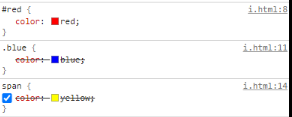 #red { i.html:8
color: red;
}
.blue { i.html:11
color: blue;
}
span { i.html:14
color: yellow;
}